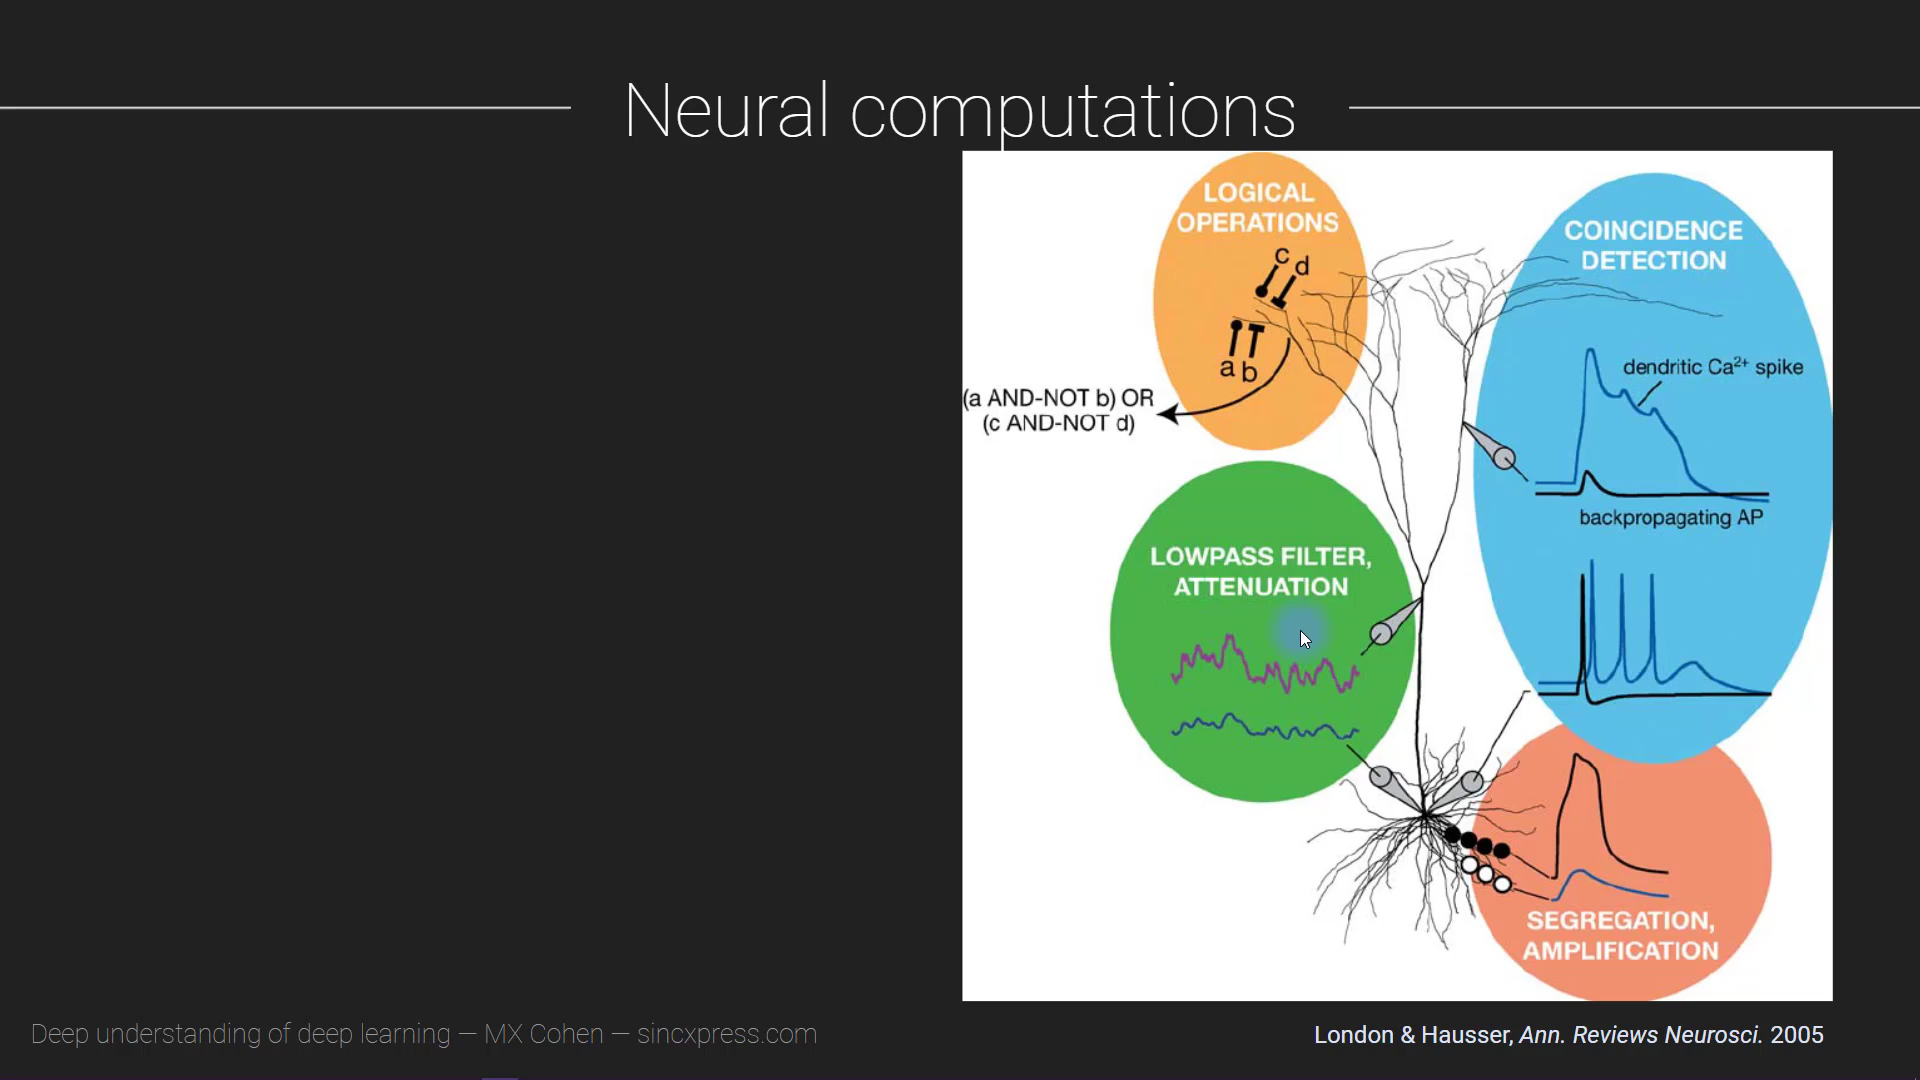 Neural computations
LOGICAL
OPERATIONS
c d
a b
(a AND-NOT b) OR
(c AND-NOT d)
COINCIDENCE
DETECTION
dendritic Ca²⁺ spike
backpropagating AP
LOWPASS FILTER,
ATTENUATION
SEGREGATION,
AMPLIFICATION
Deep understanding of deep learning — MX Cohen — sincxpress.com
London & Hausser, Ann. Reviews Neurosci. 2005